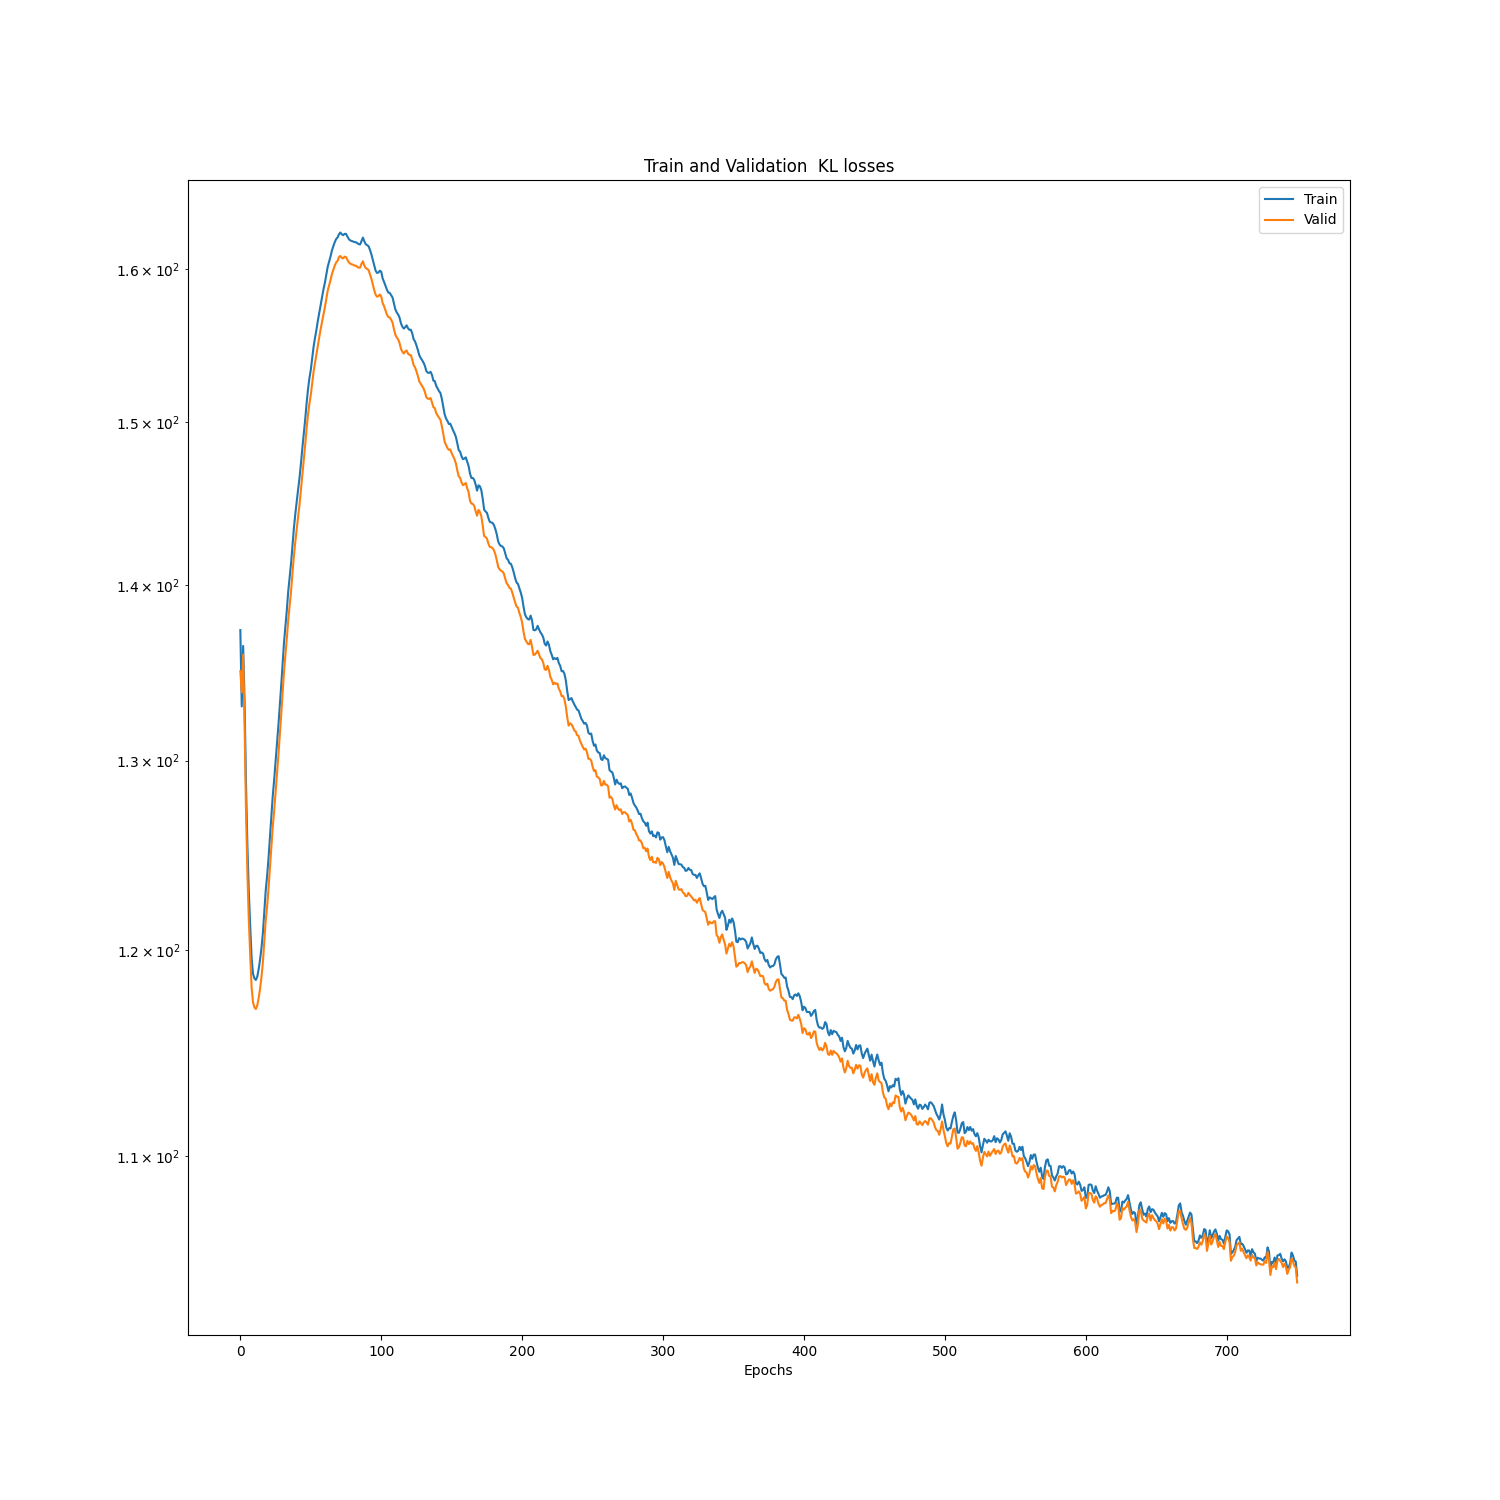 Train and Validation  KL losses
Train
Valid
1.6 × 10²
1.5 × 10²
1.4 × 10²
1.3 × 10²
1.2 × 10²
1.1 × 10²
0 100 200 300 400 500 600 700
Epochs